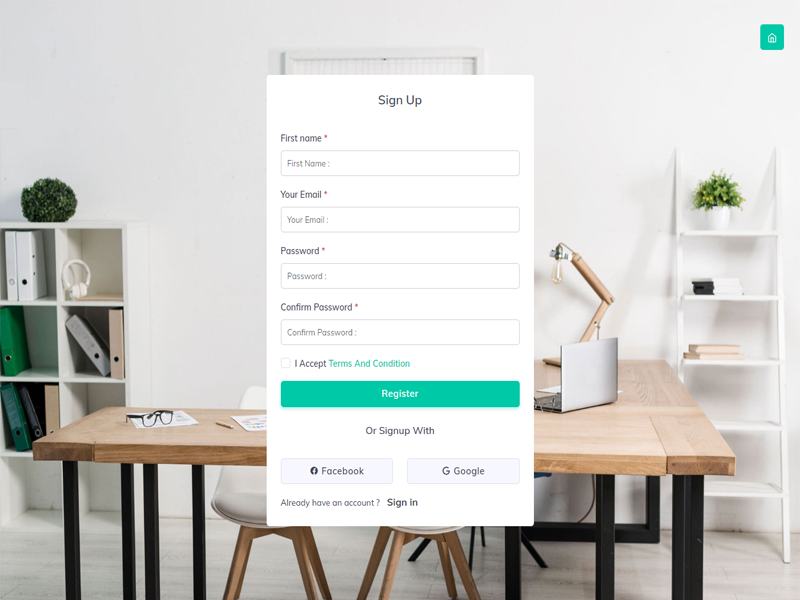 Sign Up
First name *
First Name :
Your Email *
Your Email :
Password *
Password :
Confirm Password *
Confirm Password :
I Accept Terms And Condition
Register
Or Signup With
Facebook
Google
Already have an account ? Sign in